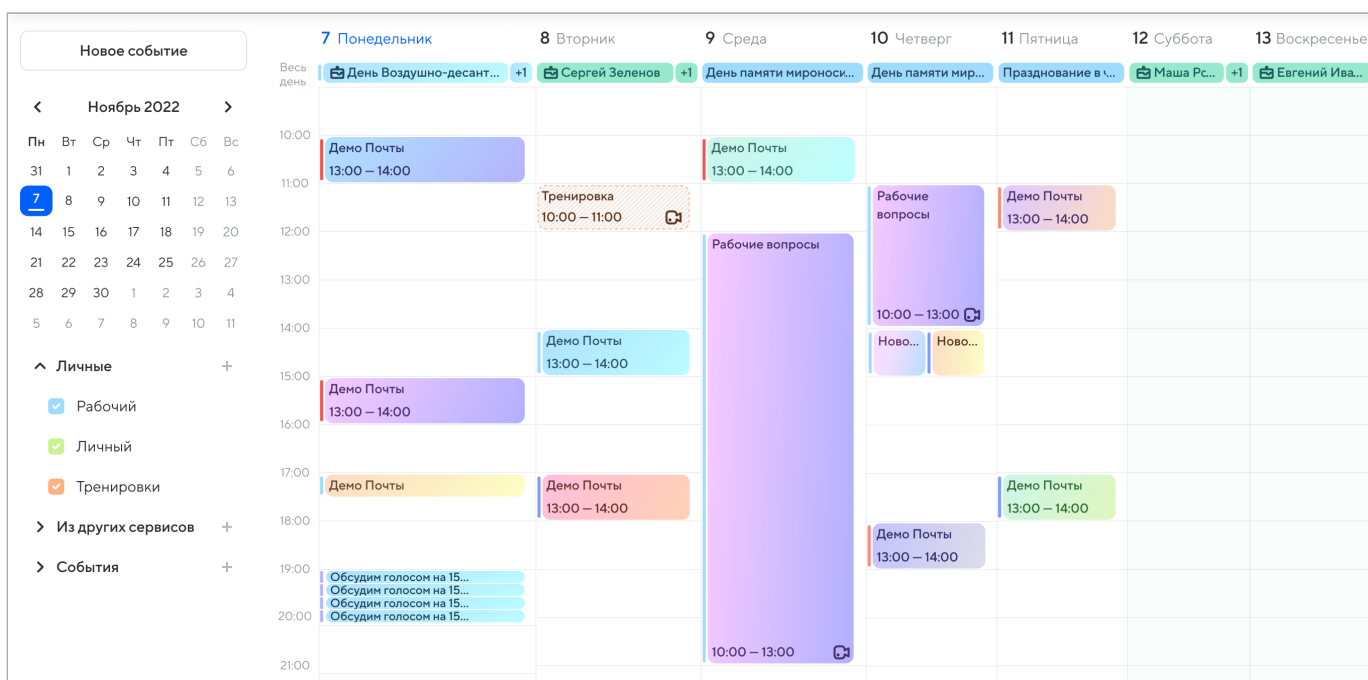 Новое событие
Ноябрь 2022
Пн Вт Ср Чт Пт Сб Вс
31 1 2 3 4 5 6
7 8 9 10 11 12 13
14 15 16 17 18 19 20
21 22 23 24 25 26 27
28 29 30 1 2 3 4
5 6 7 8 9 10 11
Личные +
Рабочий
Личный
Тренировки
Из других сервисов +
События +
7 Понедельник 8 Вторник 9 Среда 10 Четверг 11 Пятница 12 Суббота 13 Воскресенье
Весь
день
День Воздушно-десант... +1 Сергей Зеленов +1 День памяти мироноси... День памяти мир... Празднование в ч... Маша Рс... +1 Евгений Ива...
10:00
11:00
12:00
13:00
14:00
15:00
16:00
17:00
18:00
19:00
20:00
21:00
Демо Почты
13:00 — 14:00
Демо Почты
13:00 — 14:00
Демо Почты
Обсудим голосом на 15...
Обсудим голосом на 15...
Обсудим голосом на 15...
Обсудим голосом на 15...
Тренировка
10:00 — 11:00
Демо Почты
13:00 — 14:00
Демо Почты
13:00 — 14:00
Демо Почты
13:00 — 14:00
Рабочие вопросы
10:00 — 13:00
Рабочие
вопросы
10:00 — 13:00
Ново... Ново...
Демо Почты
13:00 — 14:00
Демо Почты
13:00 — 14:00
Демо Почты
13:00 — 14:00